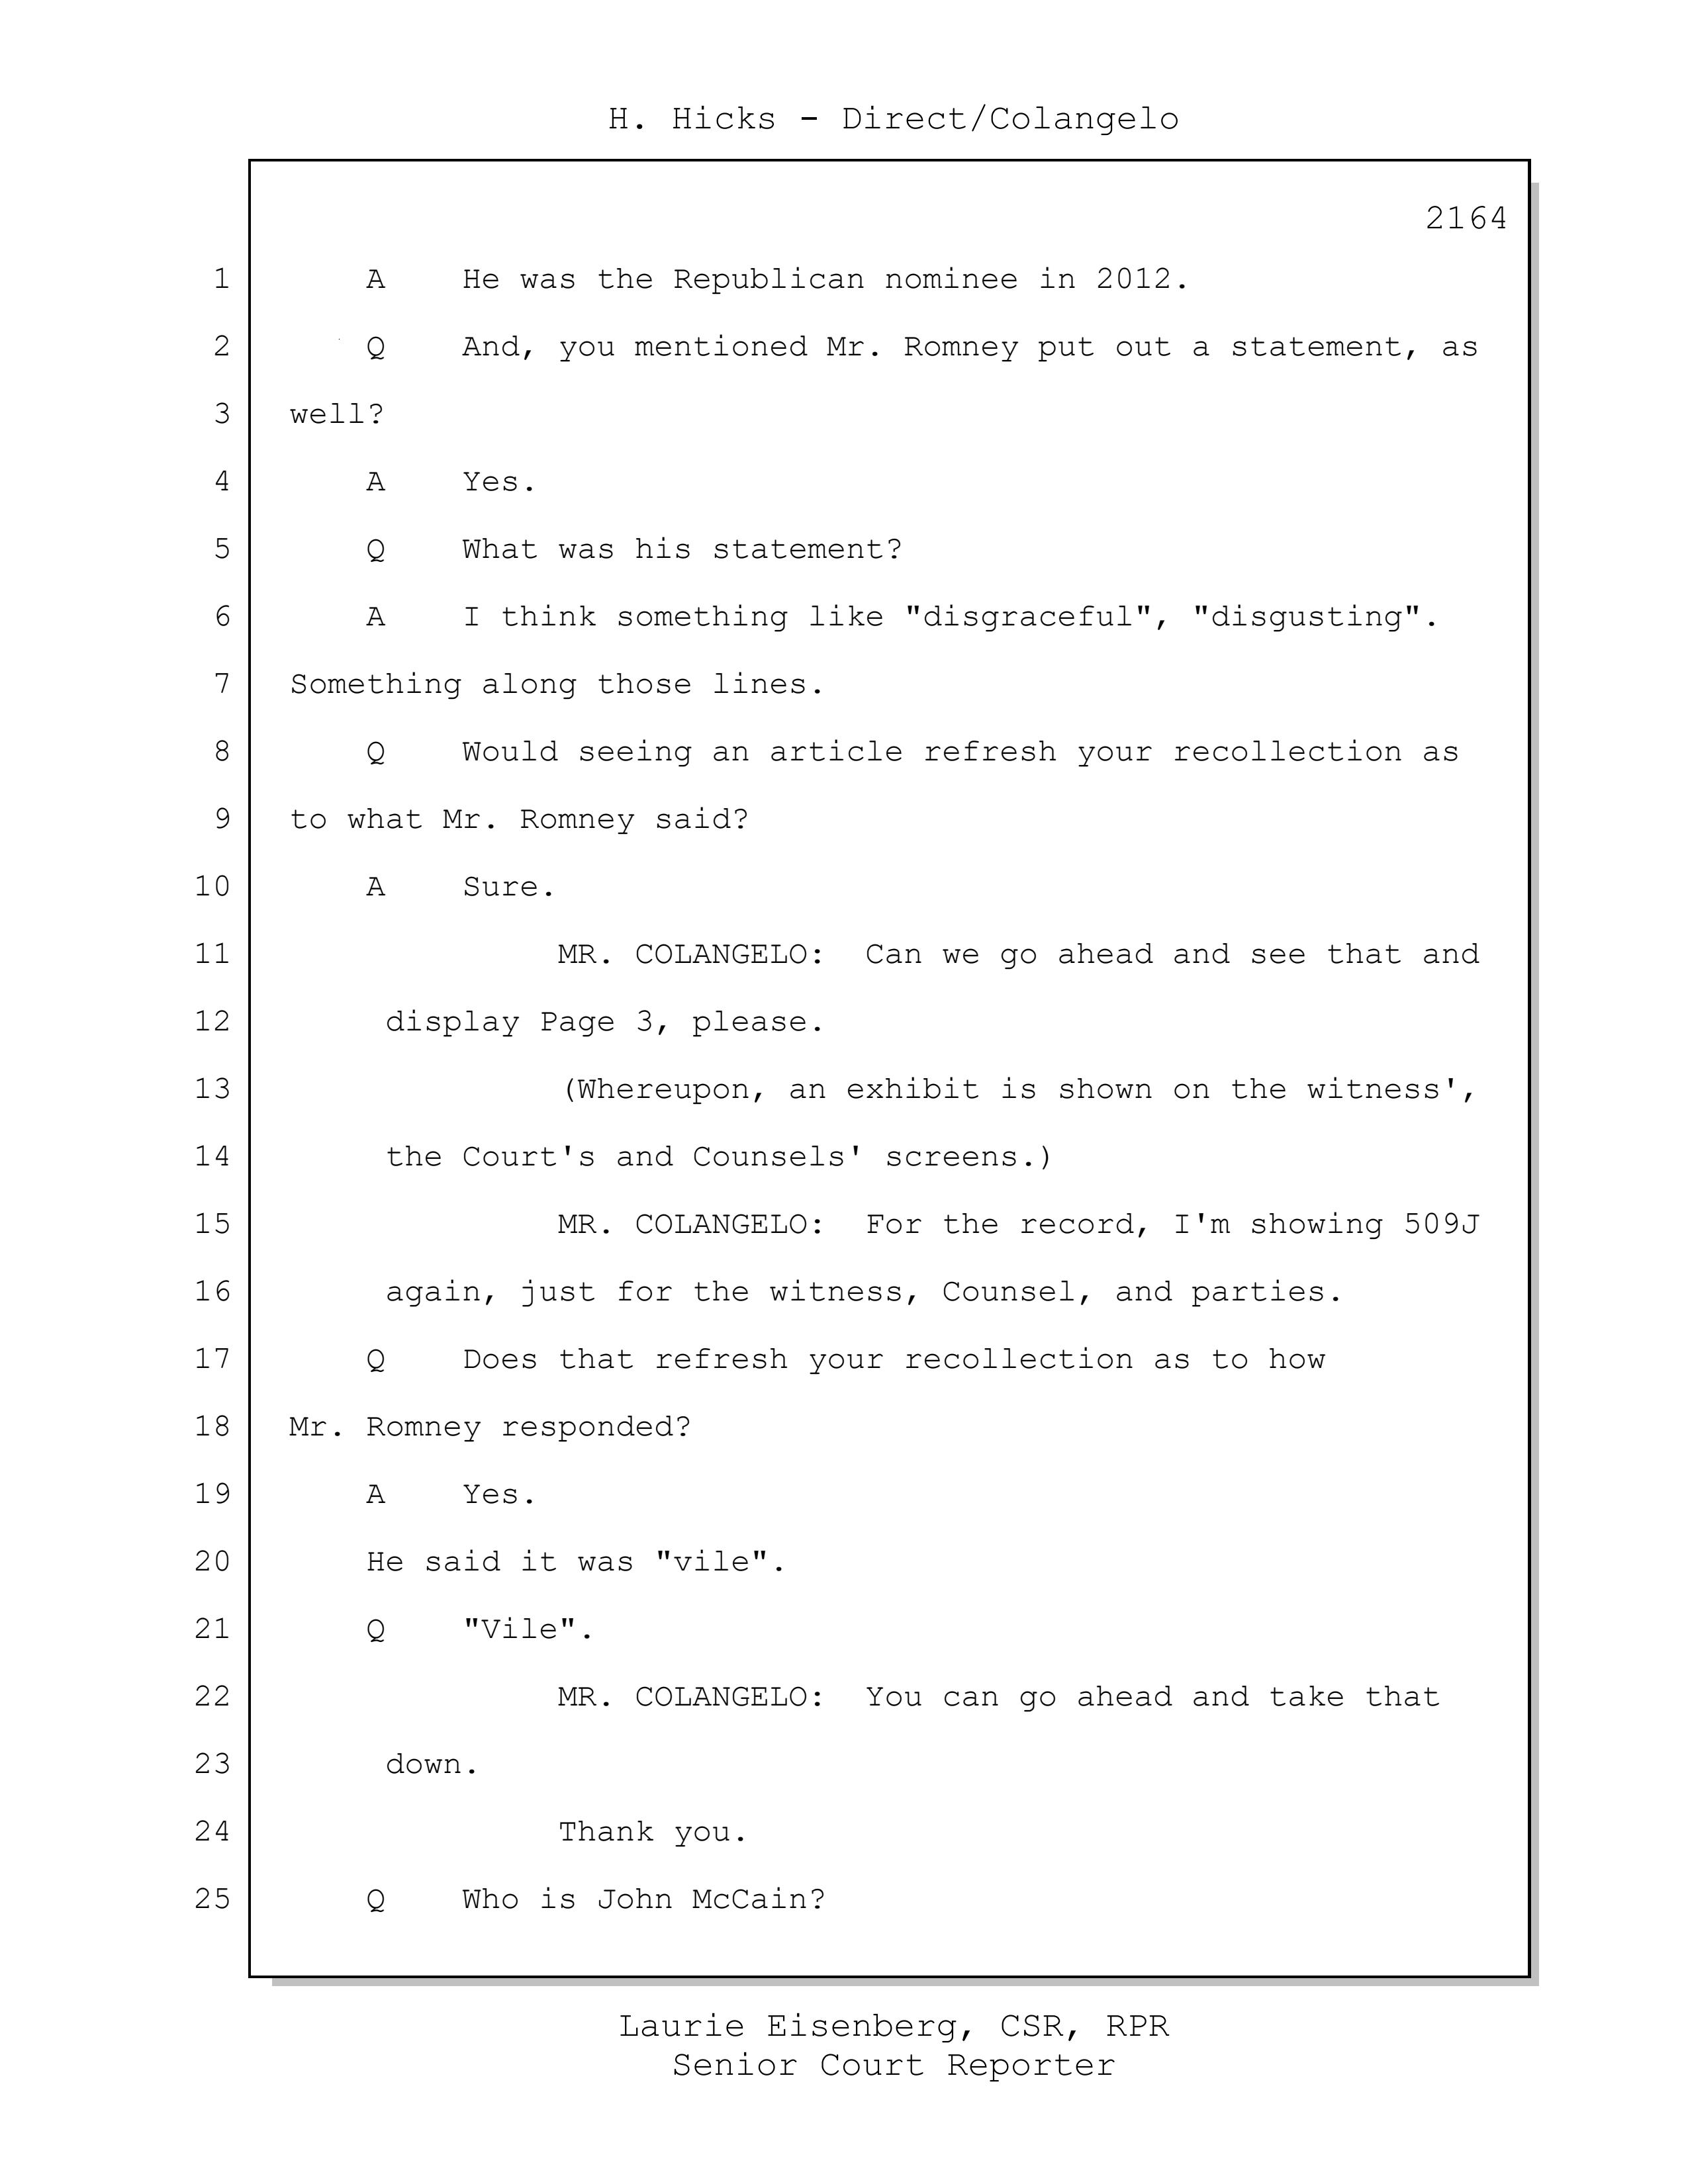 H. Hicks - Direct/Colangelo
2164
1 A He was the Republican nominee in 2012.
2 Q And, you mentioned Mr. Romney put out a statement, as
3 well?
4 A Yes.
5 Q What was his statement?
6 A I think something like "disgraceful", "disgusting".
7 Something along those lines.
8 Q Would seeing an article refresh your recollection as
9 to what Mr. Romney said?
10 A Sure.
11 MR. COLANGELO: Can we go ahead and see that and
12 display Page 3, please.
13 (Whereupon, an exhibit is shown on the witness',
14 the Court's and Counsels' screens.)
15 MR. COLANGELO: For the record, I'm showing 509J
16 again, just for the witness, Counsel, and parties.
17 Q Does that refresh your recollection as to how
18 Mr. Romney responded?
19 A Yes.
20 He said it was "vile".
21 Q "Vile".
22 MR. COLANGELO: You can go ahead and take that
23 down.
24 Thank you.
25 Q Who is John McCain?
Laurie Eisenberg, CSR, RPR
Senior Court Reporter